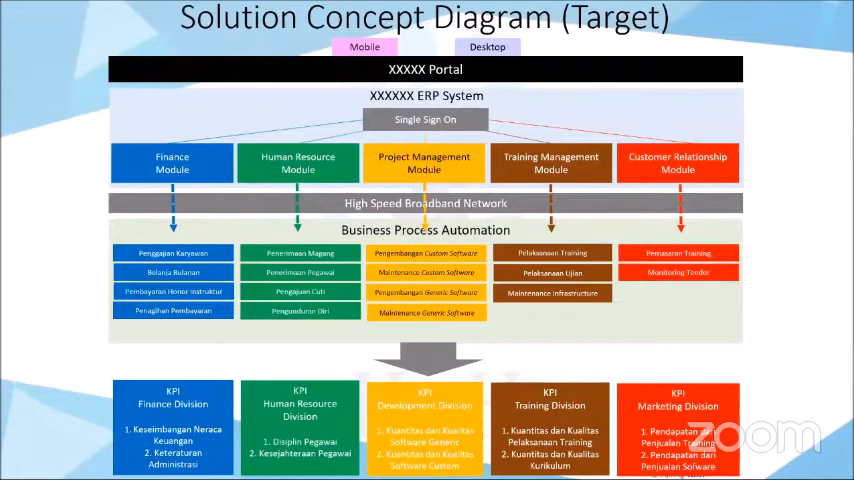 Solution Concept Diagram (Target)
Mobile
Desktop
XXXXX Portal
XXXXXX ERP System
Single Sign On
Finance
Module
Human Resource
Module
Project Management
Module
Training Management
Module
Customer Relationship
Module
High Speed Broadband Network
Business Process Automation
Penggajian Karyawan
Belanja Bulanan
Pembayaran Honor Instruktur
Penagihan Pembayaran
Penerimaan Magang
Penerimaan Pegawai
Pengajuan Cuti
Pengunduran Diri
Pengembangan Custom Software
Maintenance Custom Software
Pengembangan Generic Software
Maintenance Generic Software
Pelaksanaan Training
Pelaksanaan Ujian
Maintenance Infrastructure
Pemasaran Training
Monitoring Tender
KPI
Finance Division
1. Keseimbangan Neraca
Keuangan
2. Keteraturan
Administrasi
KPI
Human Resource
Division
1. Disiplin Pegawai
2. Kesejahteraan Pegawai
KPI
Development Division
1. Kuantitas dan Kualitas
Software Generic
2. Kuantitas dan Kualitas
Software Custom
KPI
Training Division
1. Kuantitas dan Kualitas
Pelaksanaan Training
2. Kuantitas dan Kualitas
Kurikulum
KPI
Marketing Division
1. Pendapatan dari
Penjualan Training
2. Pendapatan dari
Penjualan Sofware
zoom